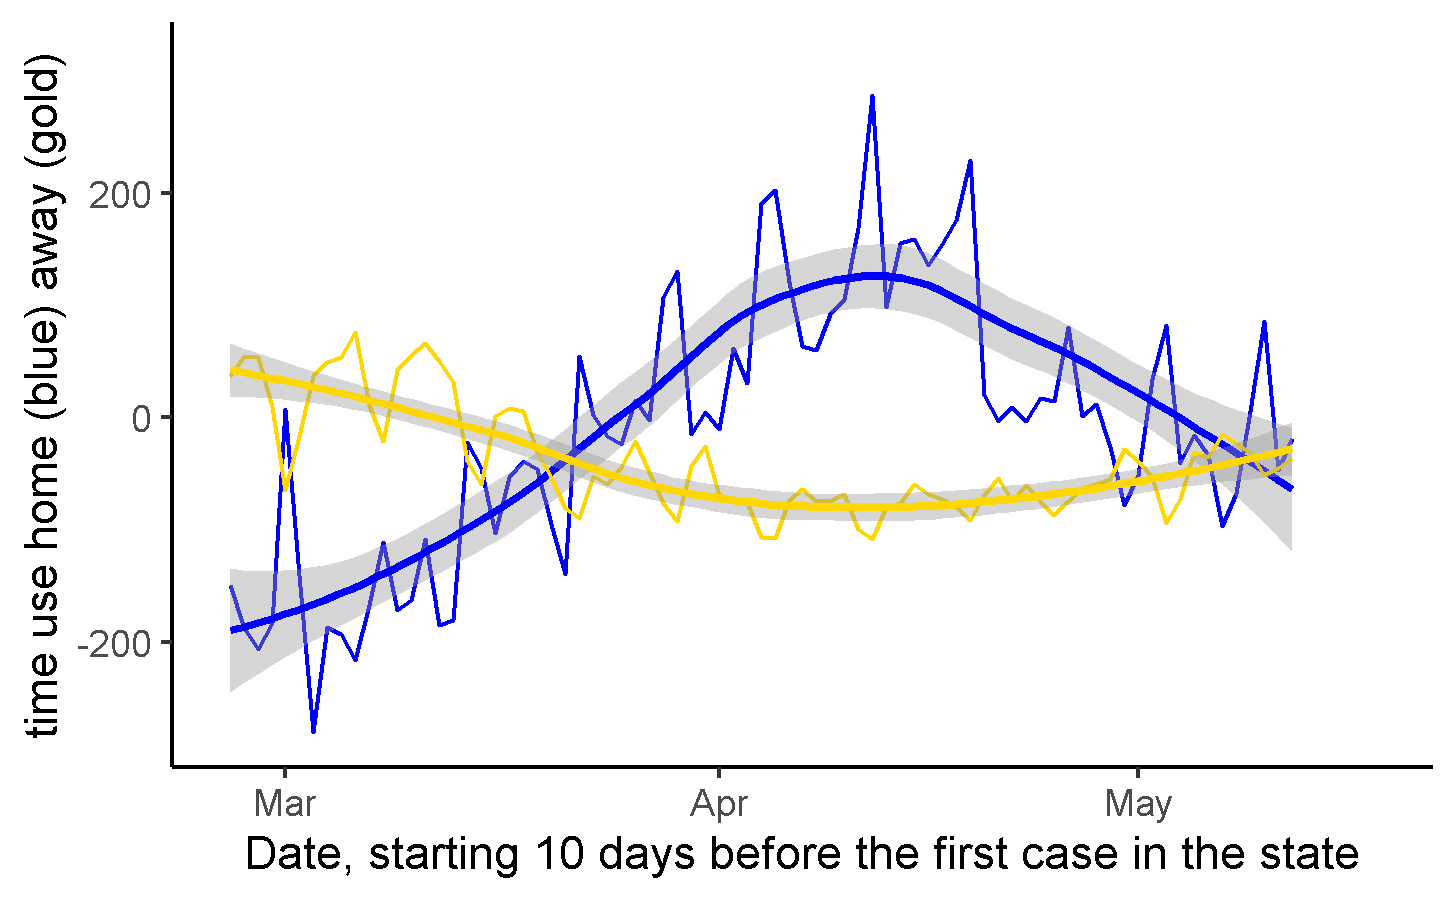 time use home (blue) away (gold)
200
0
-200
Mar Apr May
Date, starting 10 days before the first case in the state